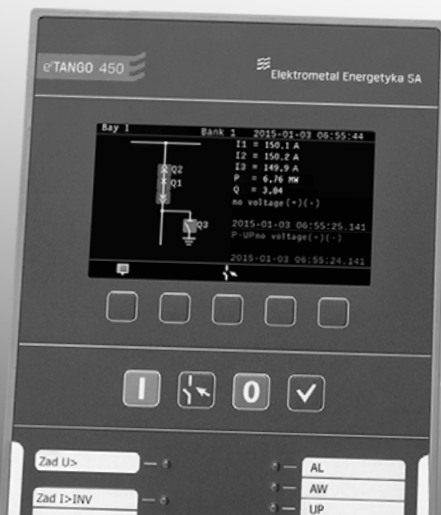 e²TANGO 450
Elektrometal Energetyka SA
Bay 1 Bank 1 2015-01-03 06:55:44
I1 = 150.1 A
I2 = 150.2 A
I3 = 149.9 A
P = 6.76 MW
Q = 3.84
no voltage(+)(-)
Q2
Q1
Q3
2015-01-03 06:55:25.141
P-UPno voltage(+)(-)
2015-01-03 06:55:24.141
I
0
Zad U>
Zad I>INV
AL
AW
UP